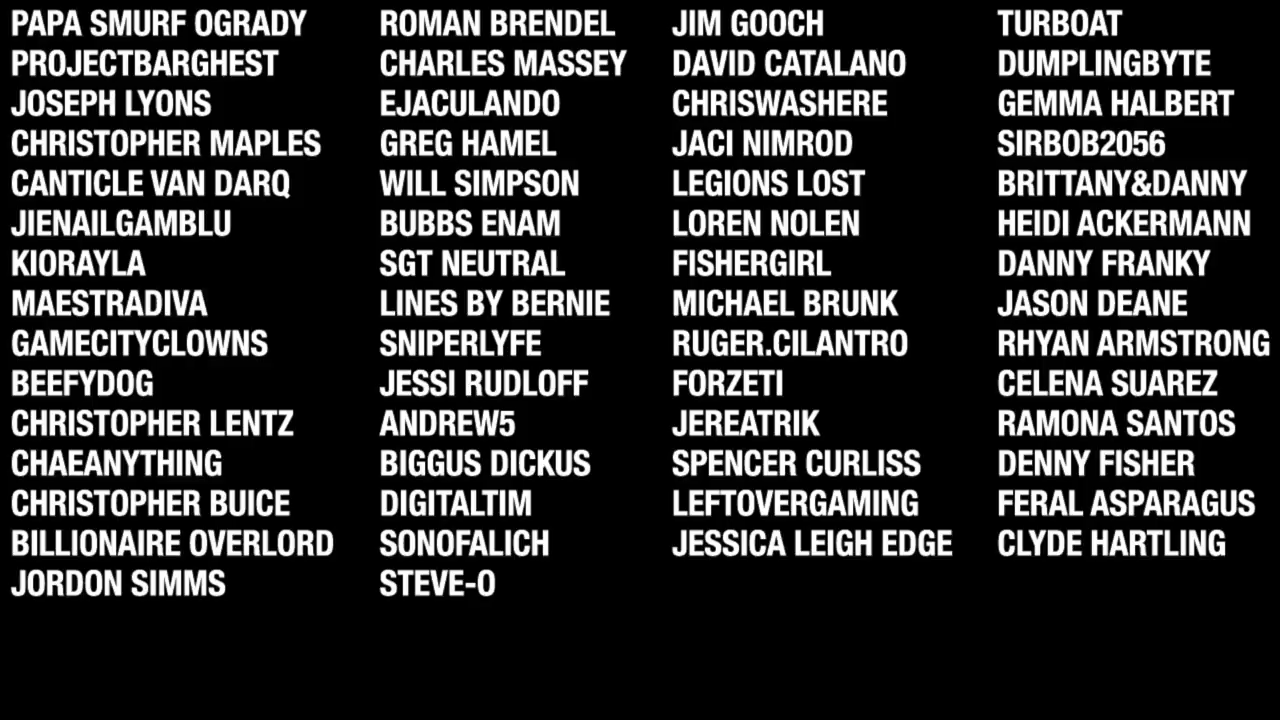 PAPA SMURF OGRADY
PROJECTBARGHEST
JOSEPH LYONS
CHRISTOPHER MAPLES
CANTICLE VAN DARQ
JIENAILGAMBLU
KIORAYLA
MAESTRADIVA
GAMECITYCLOWNS
BEEFYDOG
CHRISTOPHER LENTZ
CHAEANYTHING
CHRISTOPHER BUICE
BILLIONAIRE OVERLORD
JORDON SIMMS
ROMAN BRENDEL
CHARLES MASSEY
EJACULANDO
GREG HAMEL
WILL SIMPSON
BUBBS ENAM
SGT NEUTRAL
LINES BY BERNIE
SNIPERLYFE
JESSI RUDLOFF
ANDREW5
BIGGUS DICKUS
DIGITALTIM
SONOFALICH
STEVE-O
JIM GOOCH
DAVID CATALANO
CHRISWASHERE
JACI NIMROD
LEGIONS LOST
LOREN NOLEN
FISHERGIRL
MICHAEL BRUNK
RUGER.CILANTRO
FORZETI
JEREATRIK
SPENCER CURLISS
LEFTOVERGAMING
JESSICA LEIGH EDGE
TURBOAT
DUMPLINGBYTE
GEMMA HALBERT
SIRBOB2056
BRITTANY&DANNY
HEIDI ACKERMANN
DANNY FRANKY
JASON DEANE
RHYAN ARMSTRONG
CELENA SUAREZ
RAMONA SANTOS
DENNY FISHER
FERAL ASPARAGUS
CLYDE HARTLING